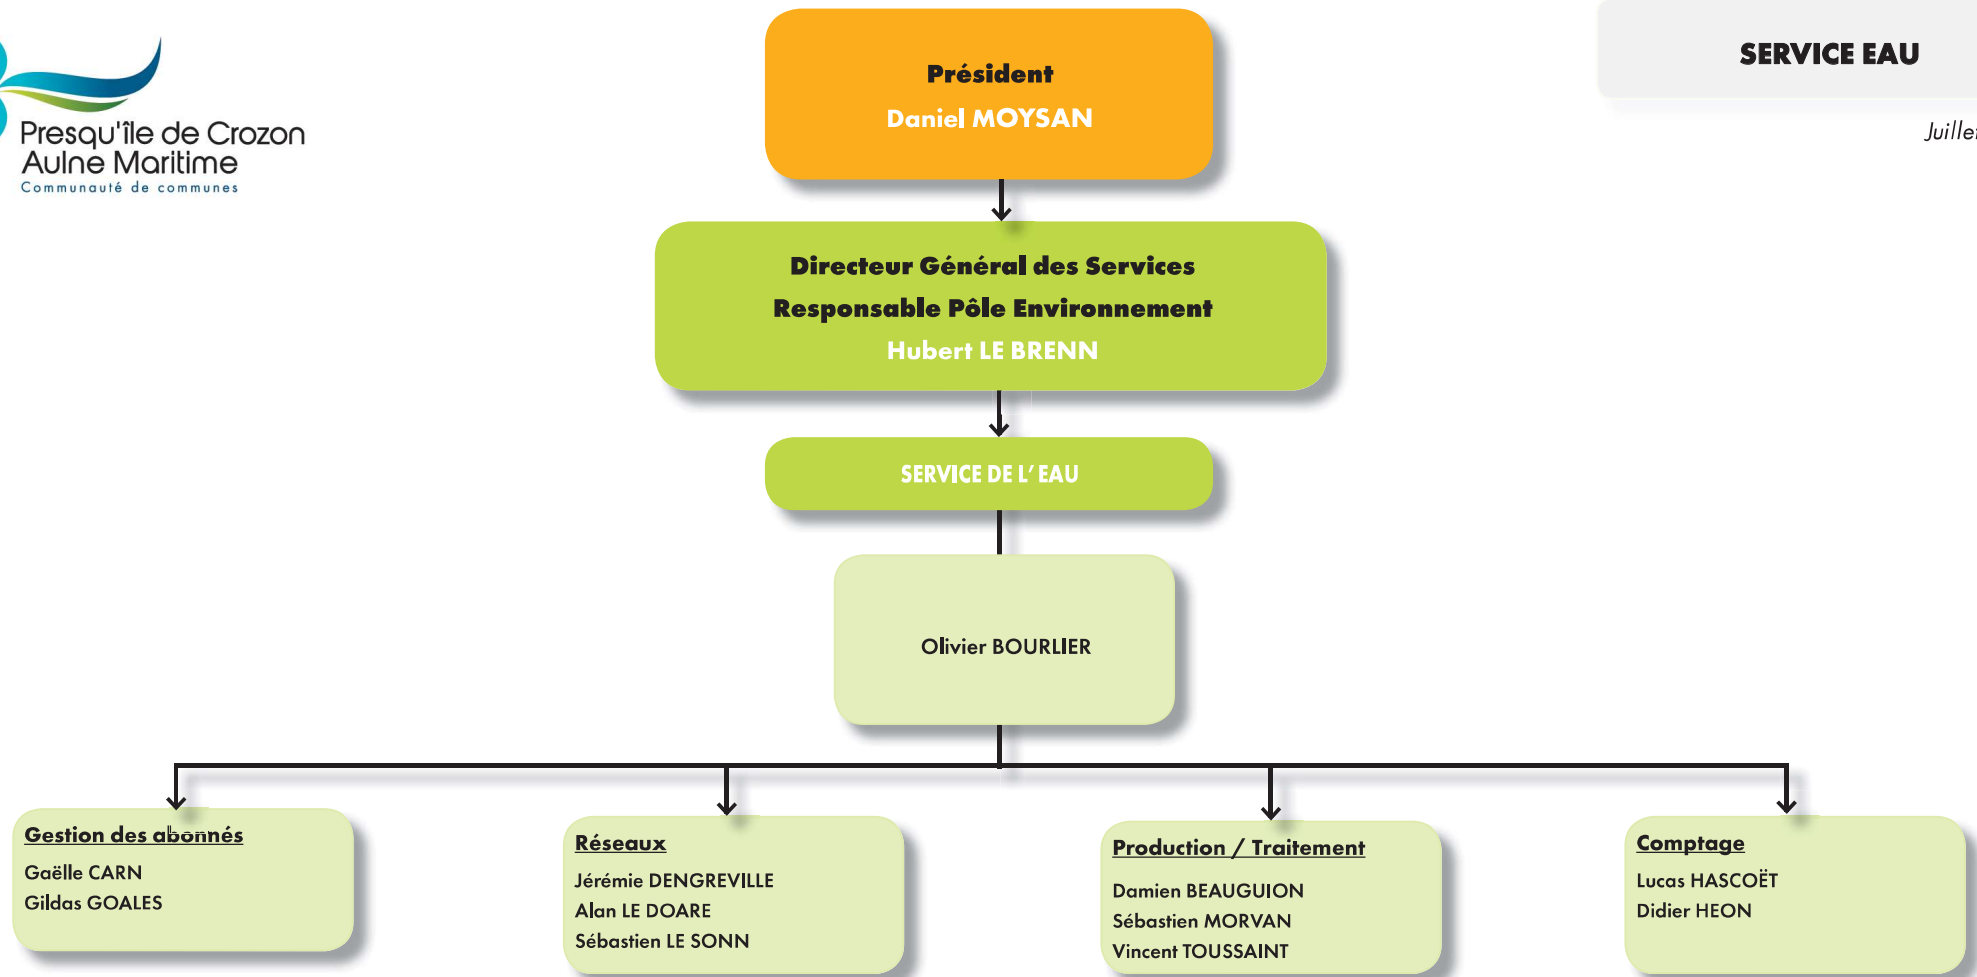 Presqu'île de Crozon
Aulne Maritime
Communauté de communes
Président
Daniel MOYSAN
SERVICE EAU
Juillet
Directeur Général des Services
Responsable Pôle Environnement
Hubert LE BRENN
SERVICE DE L' EAU
Olivier BOURLIER
Gestion des abonnés
Gaëlle CARN
Gildas GOALES
Réseaux
Jérémie DENGREVILLE
Alan LE DOARE
Sébastien LE SONN
Production / Traitement
Damien BEAUGUION
Sébastien MORVAN
Vincent TOUSSAINT
Comptage
Lucas HASCOËT
Didier HEON